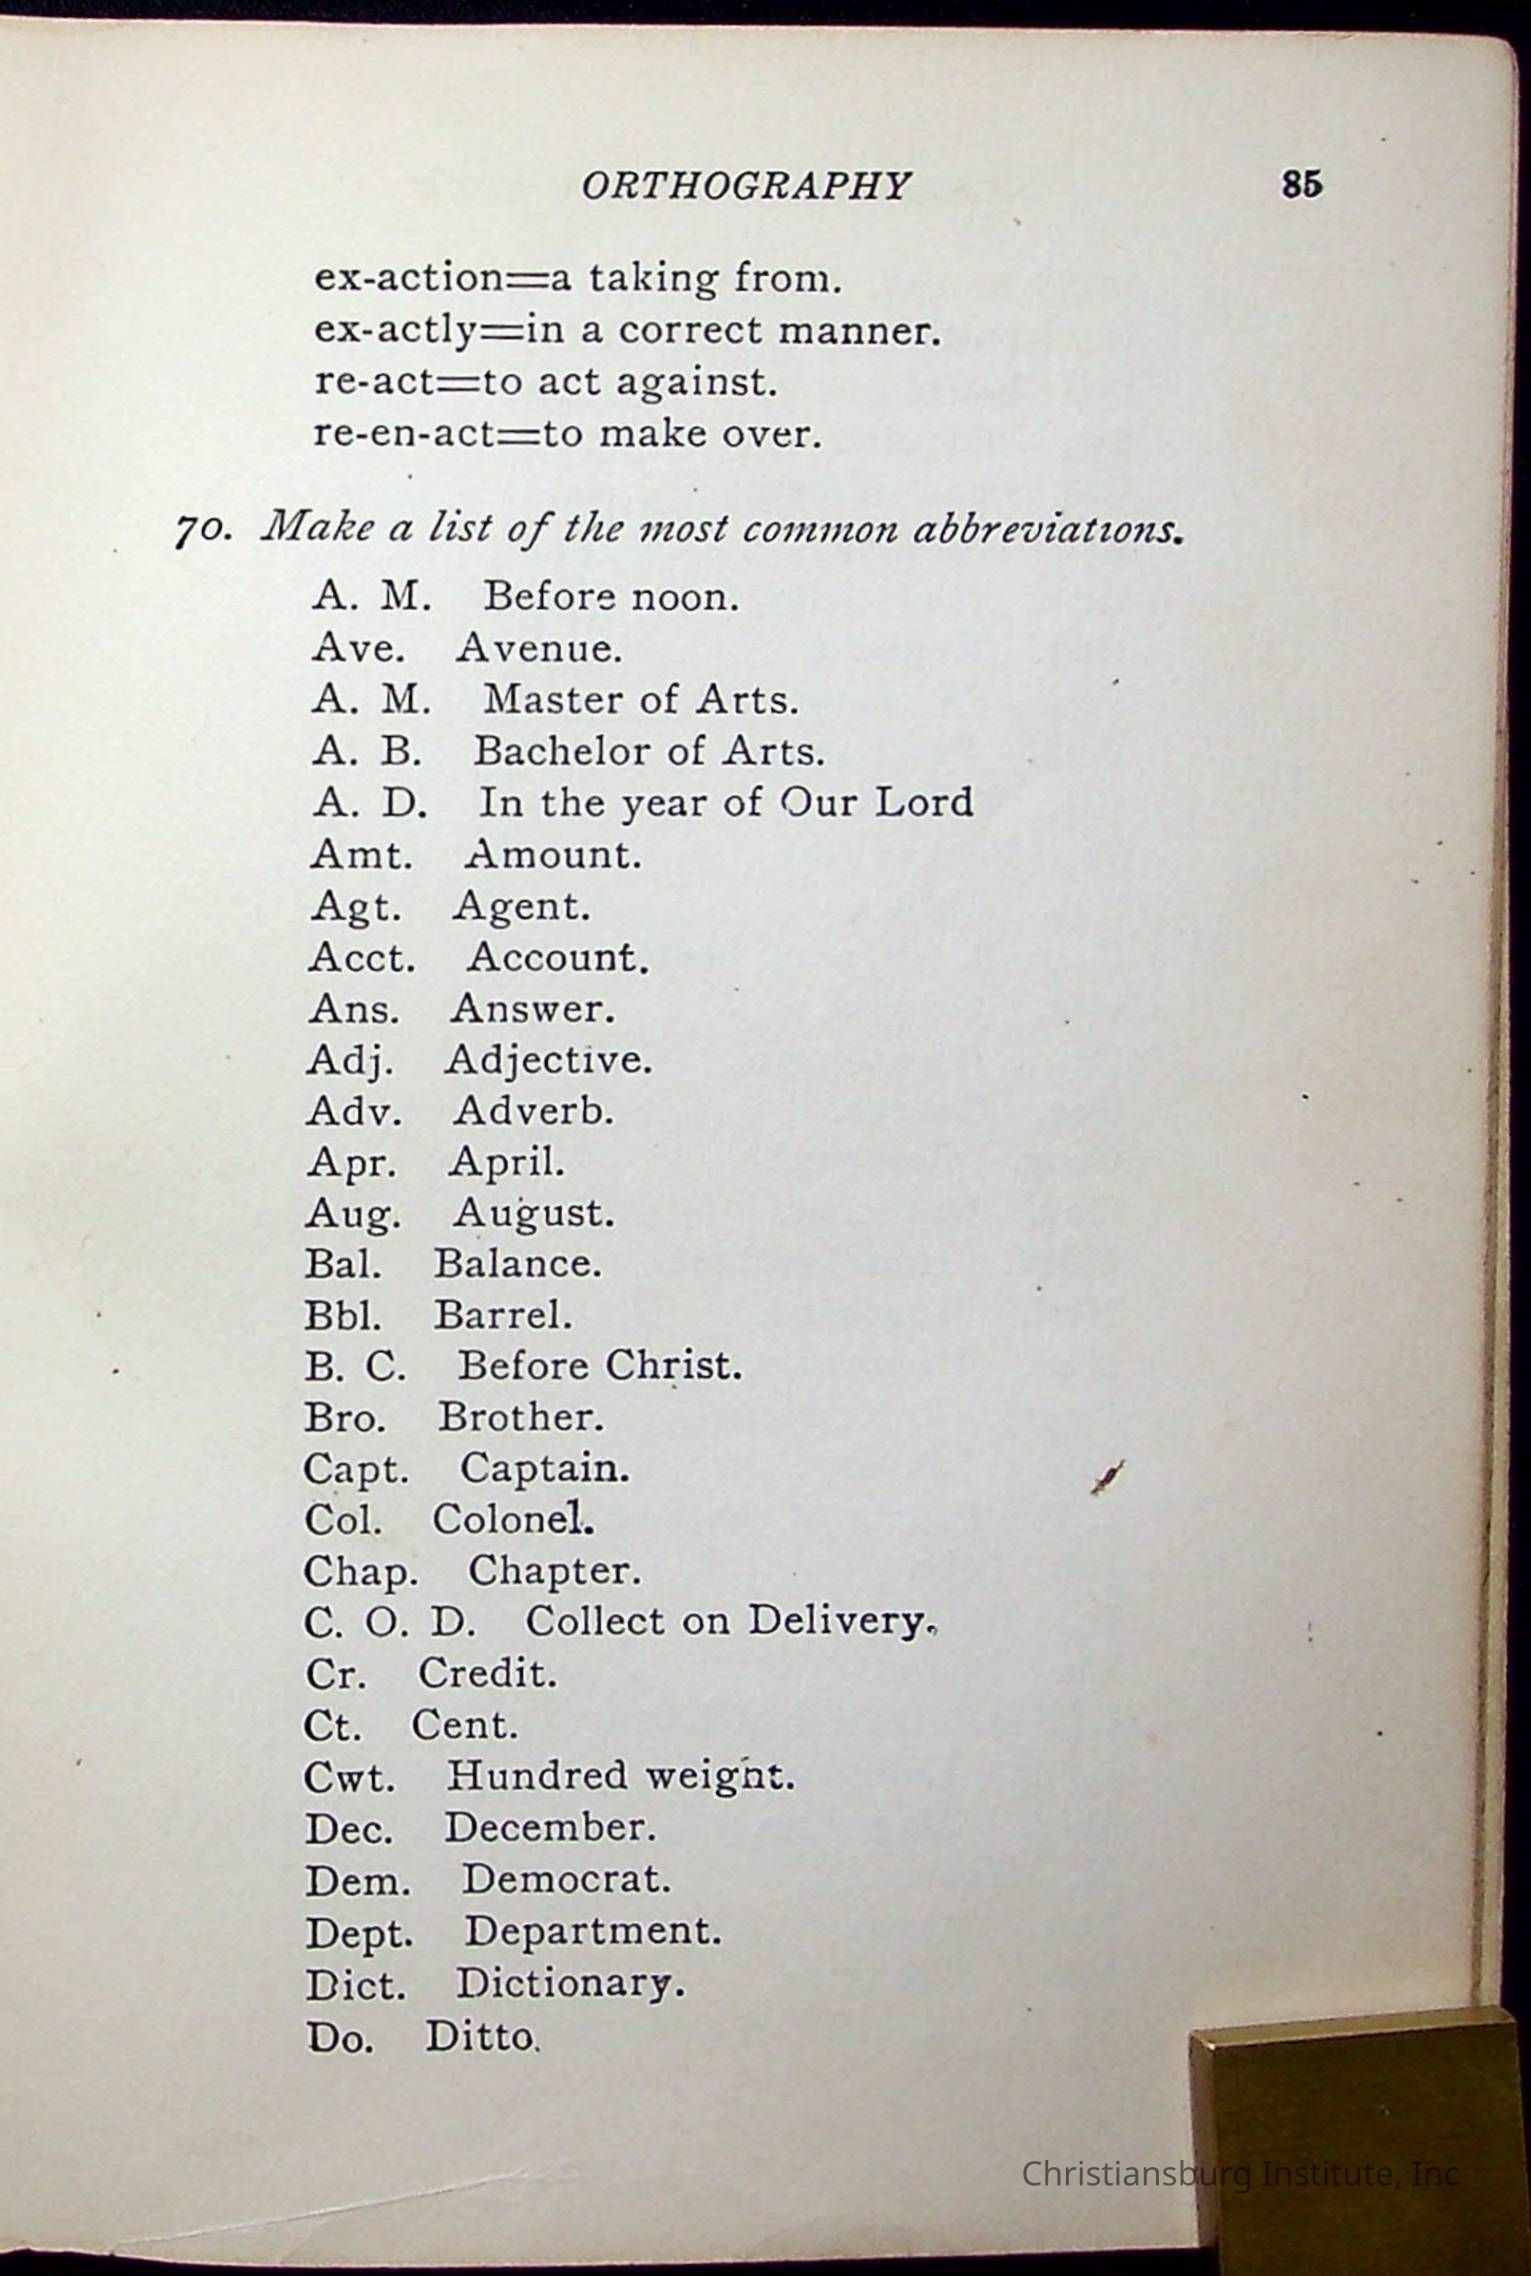 ORTHOGRAPHY 85
ex-action=a taking from.
ex-actly=in a correct manner.
re-act=to act against.
re-en-act=to make over.
70. Make a list of the most common abbreviations.
A. M. Before noon.
Ave. Avenue.
A. M. Master of Arts.
A. B. Bachelor of Arts.
A. D. In the year of Our Lord
Amt. Amount.
Agt. Agent.
Acct. Account.
Ans. Answer.
Adj. Adjective.
Adv. Adverb.
Apr. April.
Aug. August.
Bal. Balance.
Bbl. Barrel.
B. C. Before Christ.
Bro. Brother.
Capt. Captain.
Col. Colonel.
Chap. Chapter.
C. O. D. Collect on Delivery.
Cr. Credit.
Ct. Cent.
Cwt. Hundred weight.
Dec. December.
Dem. Democrat.
Dept. Department.
Dict. Dictionary.
Do. Ditto.
Christiansburg Institute, Inc